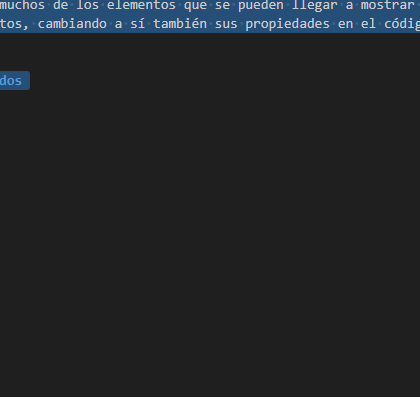 muchos de los elementos que se pueden llegar a mostrar
tos, cambiando a sí también sus propiedades en el códig
dos